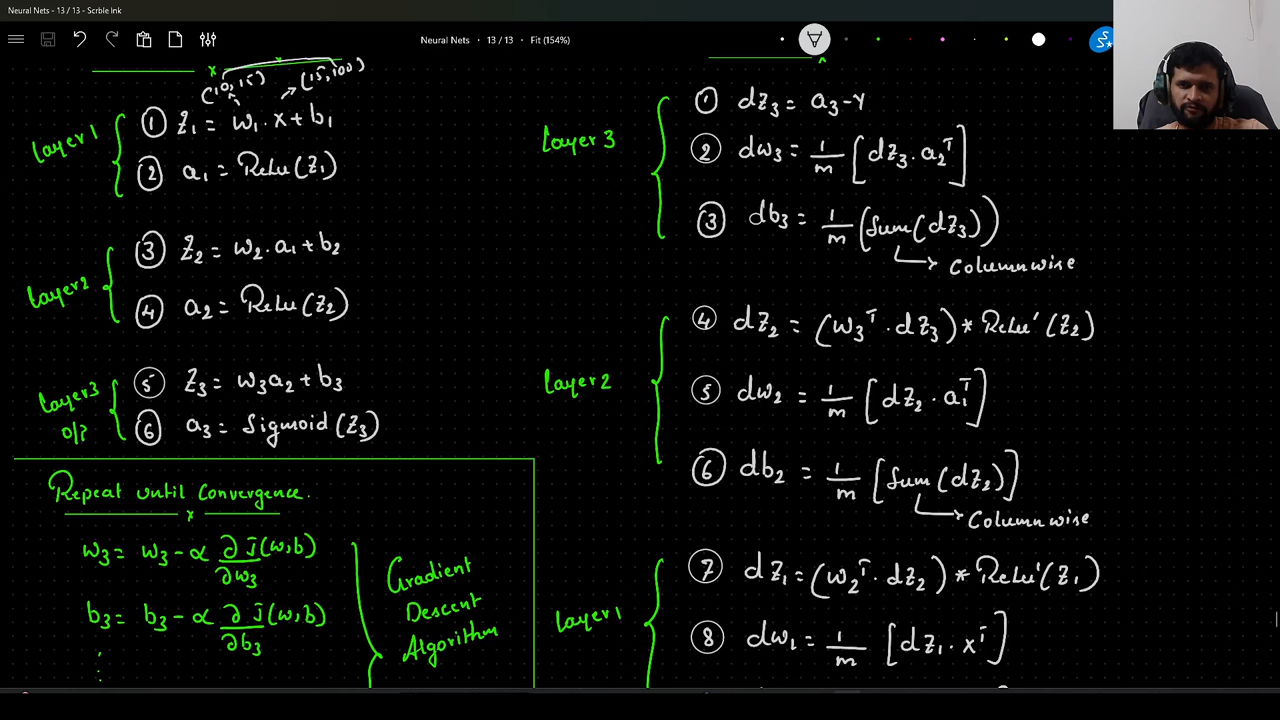 Neural Nets - 13 / 13 - Scrble Ink
Neural Nets • 13 / 13 • Fit (154%)
(10,15) (15,100)
Layer 1
① Z₁ = w₁ . x + b₁
② a₁ = Relu(Z₁)
Layer 2
③ Z₂ = w₂ . a₁ + b₂
④ a₂ = Relu(Z₂)
Layer 3
O/P
⑤ Z₃ = w₃a₂ + b₃
⑥ a₃ = Sigmoid(Z₃)
Repeat until Convergence.
w₃ = w₃ - α ∂ J(w,b)
∂w₃
b₃ = b₃ - α ∂ J(w,b)
∂b₃
Gradient
Descent
Algorithm
Layer 3
① dZ₃ = a₃ - Y
② dw₃ = 1/m [dZ₃ . a₂ᵀ]
③ db₃ = 1/m (Sum(dZ₃))
Columnwise
Layer 2
④ dZ₂ = (w₃ᵀ . dZ₃) * Relu'(Z₂)
⑤ dw₂ = 1/m [dZ₂ . a₁ᵀ]
⑥ db₂ = 1/m [Sum(dZ₂)]
Columnwise
Layer 1
⑦ dZ₁ = (w₂ᵀ . dZ₂) * Relu'(Z₁)
⑧ dw₁ = 1/m [dZ₁ . xᵀ]